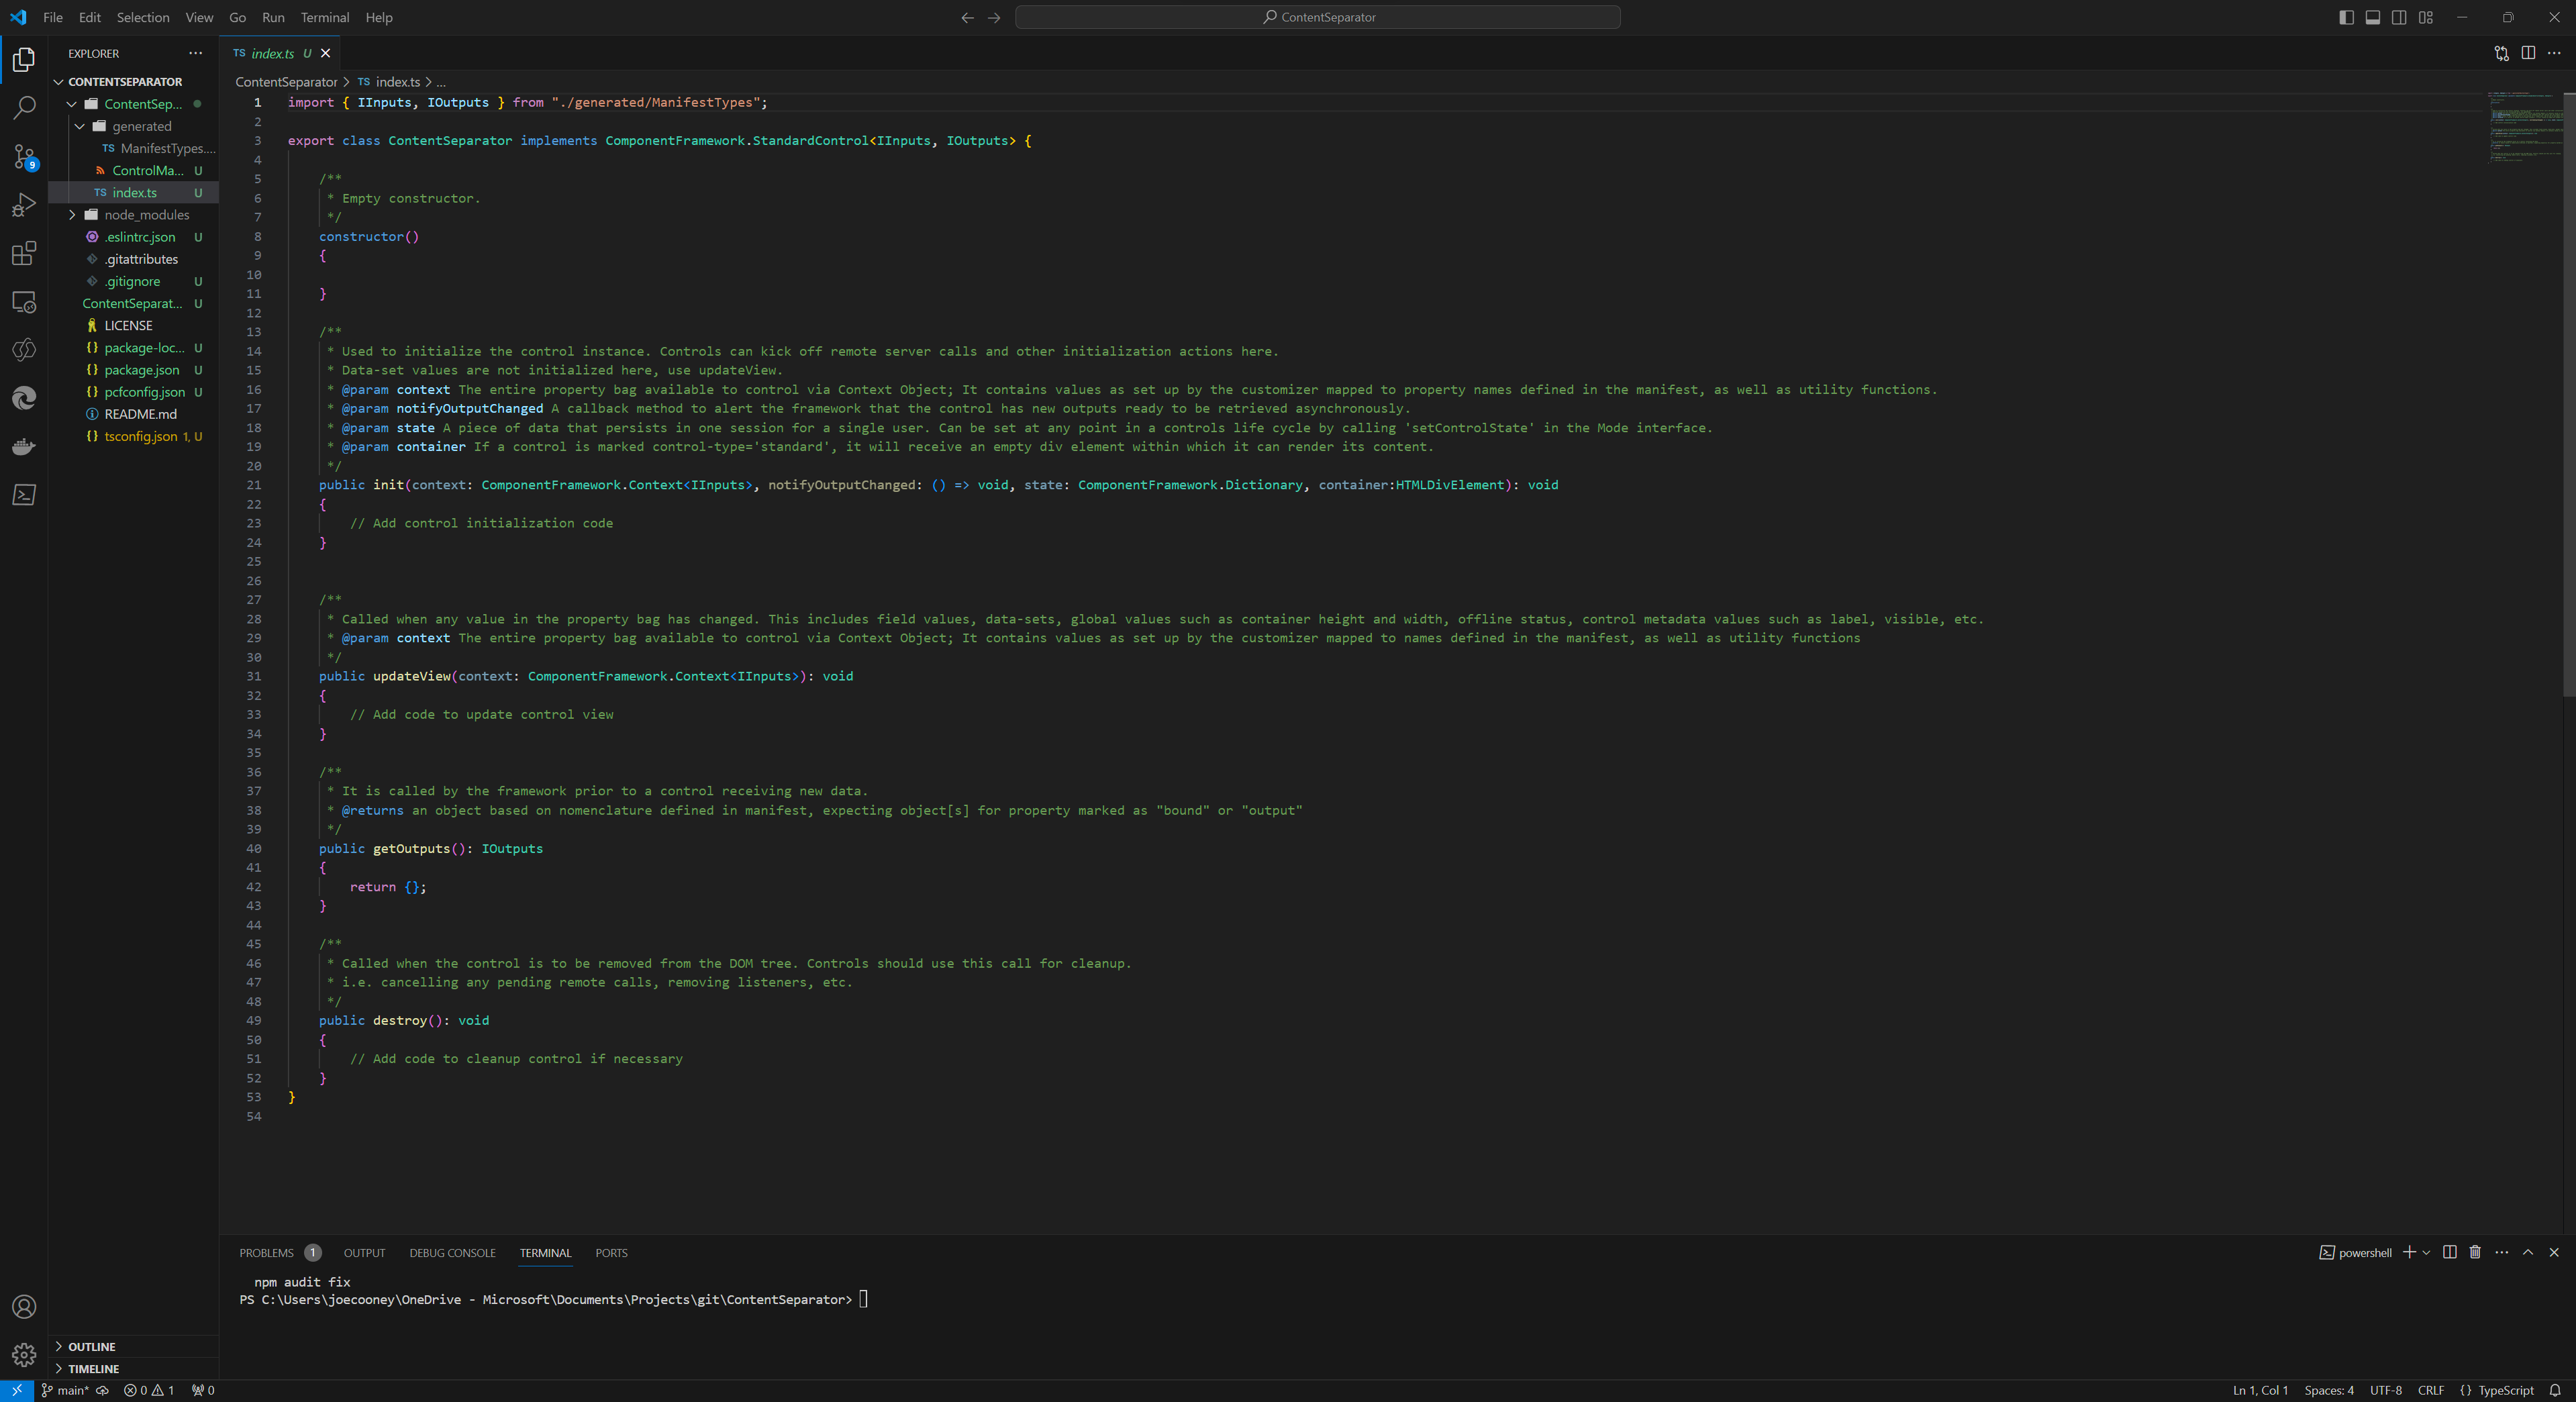 File Edit Selection View Go Run Terminal Help
ContentSeparator
EXPLORER
CONTENTSEPARATOR
ContentSep...
generated
TS ManifestTypes....
ControlMa... U
TS index.ts U
node_modules
.eslintrc.json U
.gitattributes
.gitignore U
ContentSeparat... U
LICENSE
{} package-loc... U
{} package.json U
{} pcfconfig.json U
README.md
{} tsconfig.json 1, U
OUTLINE
TIMELINE
9
TS index.ts U
ContentSeparator > TS index.ts > ...
1 import { IInputs, IOutputs } from "./generated/ManifestTypes";
2
3 export class ContentSeparator implements ComponentFramework.StandardControl<IInputs, IOutputs> {
4
5 /**
6 * Empty constructor.
7 */
8 constructor()
9 {
10
11 }
12
13 /**
14 * Used to initialize the control instance. Controls can kick off remote server calls and other initialization actions here.
15 * Data-set values are not initialized here, use updateView.
16 * @param context The entire property bag available to control via Context Object; It contains values as set up by the customizer mapped to property names defined in the manifest, as well as utility functions.
17 * @param notifyOutputChanged A callback method to alert the framework that the control has new outputs ready to be retrieved asynchronously.
18 * @param state A piece of data that persists in one session for a single user. Can be set at any point in a controls life cycle by calling 'setControlState' in the Mode interface.
19 * @param container If a control is marked control-type='standard', it will receive an empty div element within which it can render its content.
20 */
21 public init(context: ComponentFramework.Context<IInputs>, notifyOutputChanged: () => void, state: ComponentFramework.Dictionary, container:HTMLDivElement): void
22 {
23 // Add control initialization code
24 }
25
26
27 /**
28 * Called when any value in the property bag has changed. This includes field values, data-sets, global values such as container height and width, offline status, control metadata values such as label, visible, etc.
29 * @param context The entire property bag available to control via Context Object; It contains values as set up by the customizer mapped to names defined in the manifest, as well as utility functions
30 */
31 public updateView(context: ComponentFramework.Context<IInputs>): void
32 {
33 // Add code to update control view
34 }
35
36 /**
37 * It is called by the framework prior to a control receiving new data.
38 * @returns an object based on nomenclature defined in manifest, expecting object[s] for property marked as "bound" or "output"
39 */
40 public getOutputs(): IOutputs
41 {
42 return {};
43 }
44
45 /**
46 * Called when the control is to be removed from the DOM tree. Controls should use this call for cleanup.
47 * i.e. cancelling any pending remote calls, removing listeners, etc.
48 */
49 public destroy(): void
50 {
51 // Add code to cleanup control if necessary
52 }
53 }
54
PROBLEMS 1 OUTPUT DEBUG CONSOLE TERMINAL PORTS
powershell
npm audit fix
PS C:\Users\joecooney\OneDrive - Microsoft\Documents\Projects\git\ContentSeparator>
main* 0 1 0
Ln 1, Col 1 Spaces: 4 UTF-8 CRLF {} TypeScript